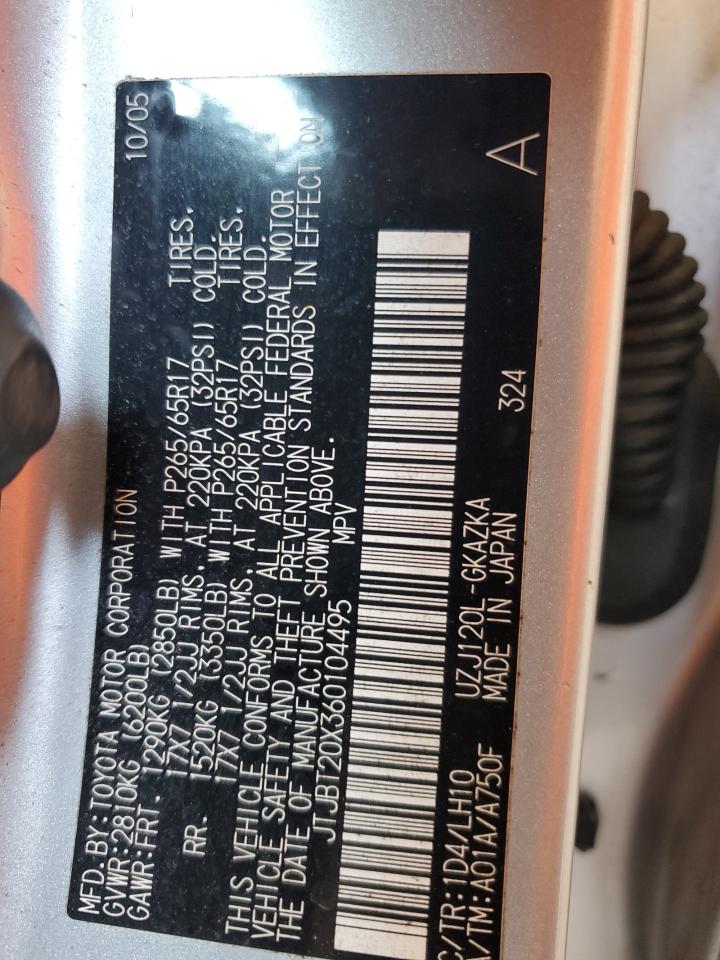 MFD.BY:TOYOTA MOTOR CORPORATION 10/05
GVWR:2810KG (6200LB)
GAWR:FRT. 1290KG (2850LB) WITH P265/65R17 TIRES,
17X7 1/2JJ RIMS, AT 220KPA (32PSI) COLD.
RR. 1520KG (3350LB) WITH P265/65R17 TIRES,
17X7 1/2JJ RIMS, AT 220KPA (32PSI) COLD.
THIS VEHICLE CONFORMS TO ALL APPLICABLE FEDERAL MOTOR
VEHICLE SAFETY AND THEFT PREVENTION STANDARDS IN EFFECT ON
THE DATE OF MANUFACTURE SHOWN ABOVE.
JTJBT20X360104495 MPV
C/TR:1D4/LH10 UZJ120L-GKAZKA 324 A
A/TM:A01A/A750F MADE IN JAPAN